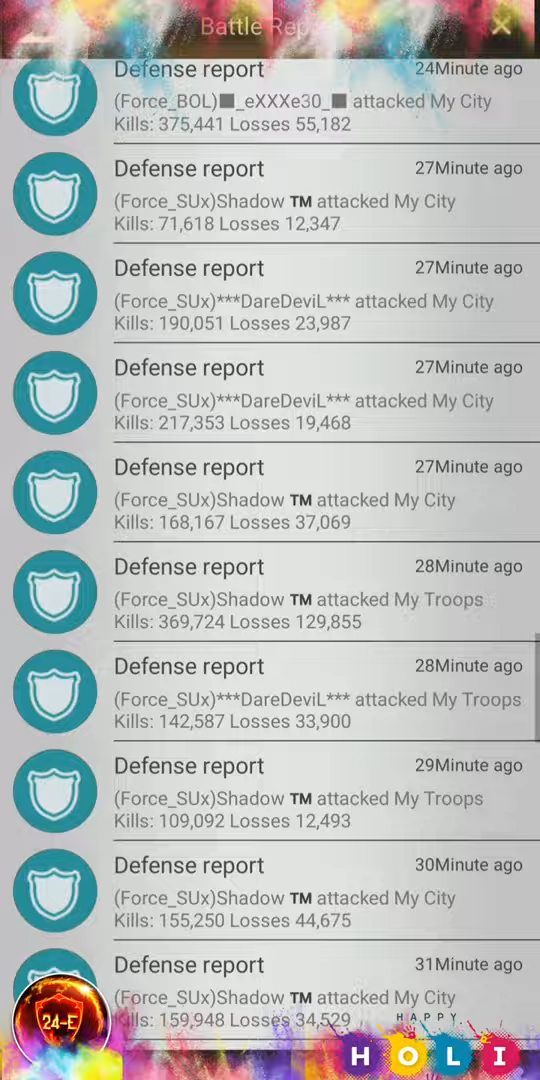 Battle Rep
Defense report 24Minute ago
(Force_BOL)■_eXXXe30_■ attacked My City
Kills: 375,441 Losses 55,182
Defense report 27Minute ago
(Force_SUx)Shadow ™ attacked My City
Kills: 71,618 Losses 12,347
Defense report 27Minute ago
(Force_SUx)***DareDeviL*** attacked My City
Kills: 190,051 Losses 23,987
Defense report 27Minute ago
(Force_SUx)***DareDeviL*** attacked My City
Kills: 217,353 Losses 19,468
Defense report 27Minute ago
(Force_SUx)Shadow ™ attacked My City
Kills: 168,167 Losses 37,069
Defense report 28Minute ago
(Force_SUx)Shadow ™ attacked My Troops
Kills: 369,724 Losses 129,855
Defense report 28Minute ago
(Force_SUx)***DareDeviL*** attacked My Troops
Kills: 142,587 Losses 33,900
Defense report 29Minute ago
(Force_SUx)Shadow ™ attacked My Troops
Kills: 109,092 Losses 12,493
Defense report 30Minute ago
(Force_SUx)Shadow ™ attacked My City
Kills: 155,250 Losses 44,675
Defense report 31Minute ago
(Force_SUx)Shadow ™ attacked My City
Kills: 159,948 Losses 34,529
24-E
HAPPY
HOLI